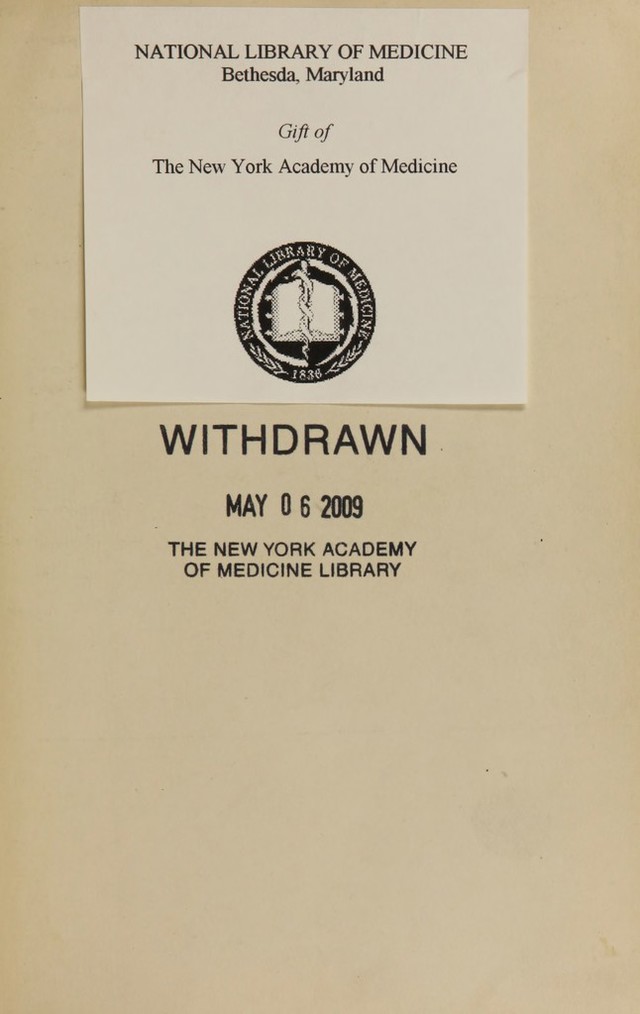 NATIONAL LIBRARY OF MEDICINE
Bethesda, Maryland
Gift of
The New York Academy of Medicine
NATIONAL LIBRARY OF MEDICINE
1836
WITHDRAWN
MAY 06 2009
THE NEW YORK ACADEMY
OF MEDICINE LIBRARY